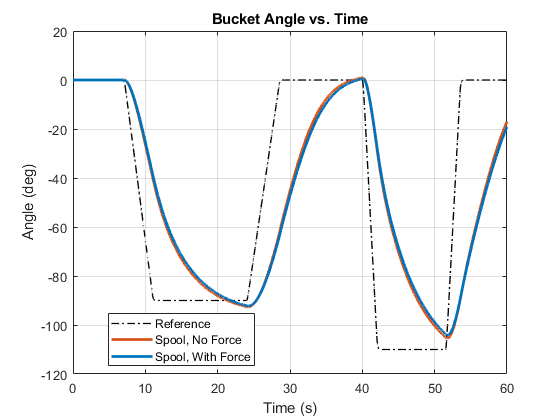 Bucket Angle vs. Time
20
0
-20
-40
-60
-80
-100
-120
Angle (deg)
Reference
Spool, No Force
Spool, With Force
0 10 20 30 40 50 60
Time (s)